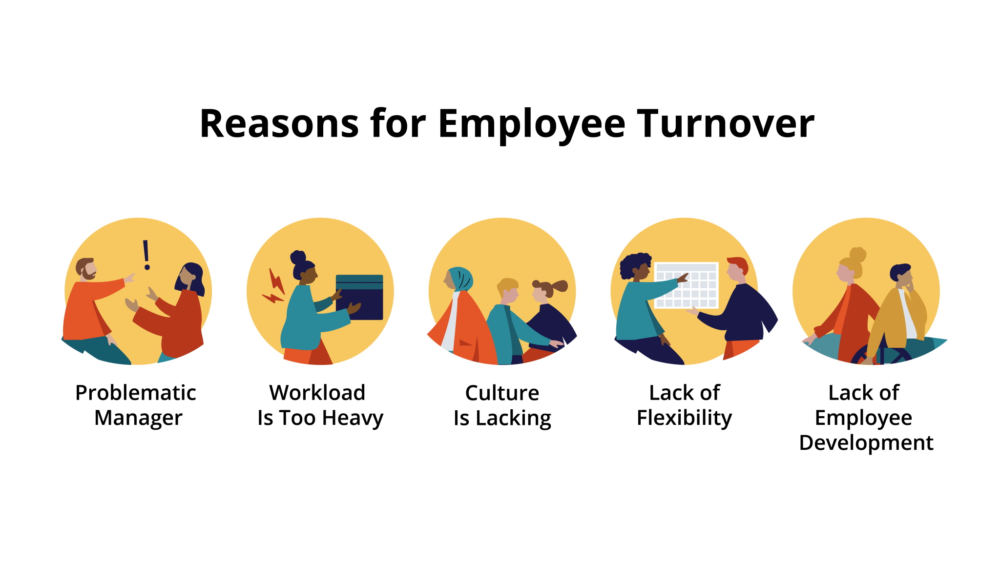 Reasons for Employee Turnover
!
Problematic
Manager
Workload
Is Too Heavy
Culture
Is Lacking
Lack of
Flexibility
Lack of
Employee
Development